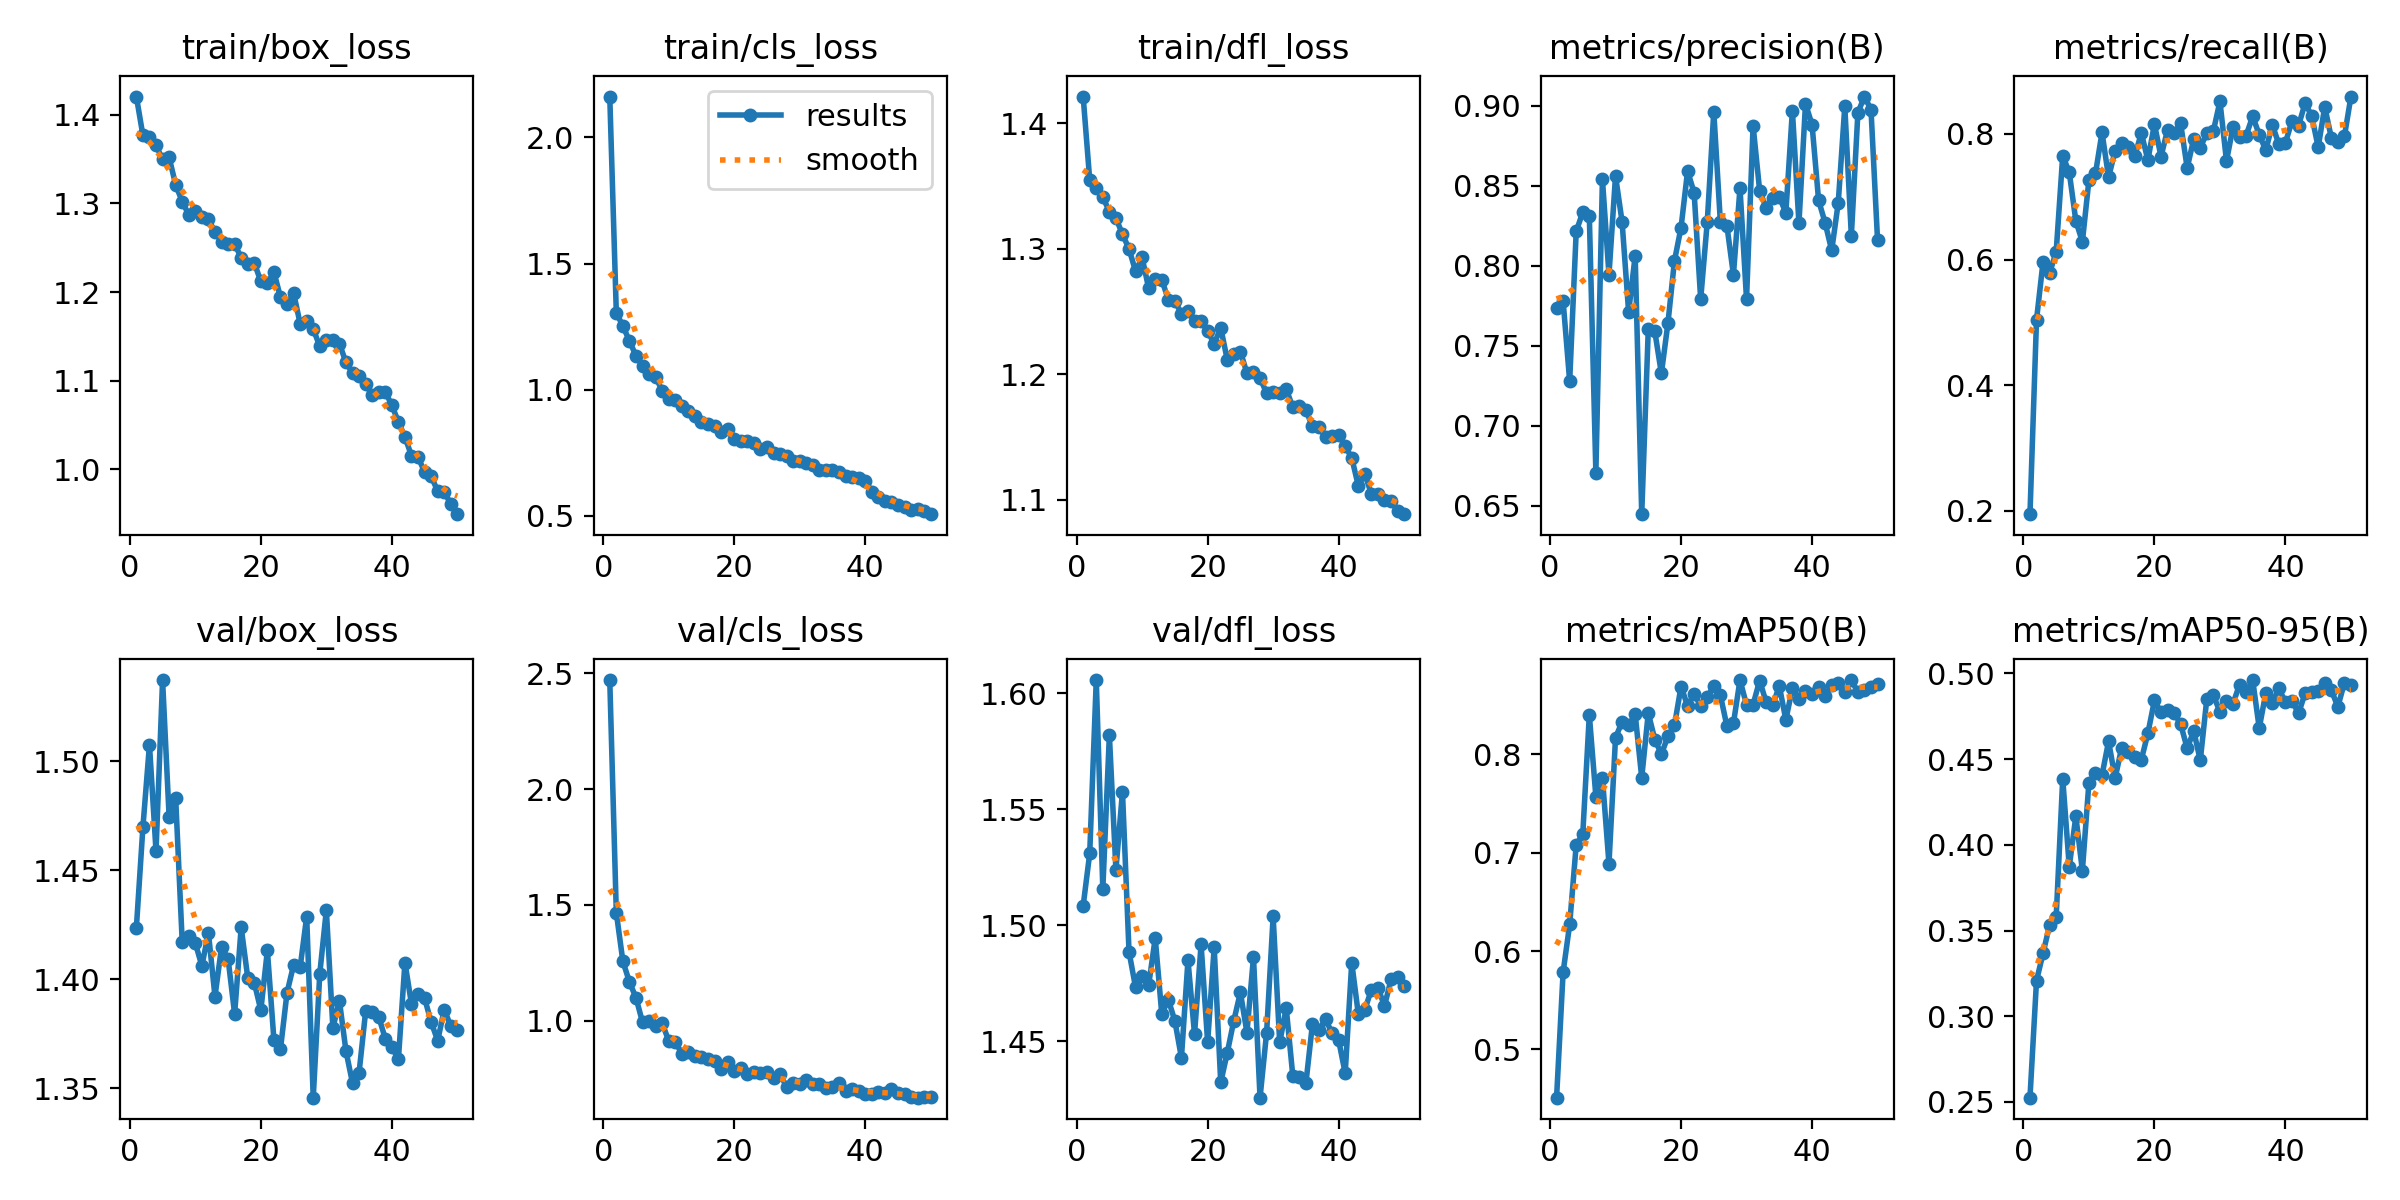 train/box_loss
1.4
1.3
1.2
1.1
1.0
0 20 40
train/cls_loss
results
smooth
2.0
1.5
1.0
0.5
0 20 40
train/dfl_loss
1.4
1.3
1.2
1.1
0 20 40
metrics/precision(B)
0.90
0.85
0.80
0.75
0.70
0.65
0 20 40
metrics/recall(B)
0.8
0.6
0.4
0.2
0 20 40
val/box_loss
1.50
1.45
1.40
1.35
0 20 40
val/cls_loss
2.5
2.0
1.5
1.0
0 20 40
val/dfl_loss
1.60
1.55
1.50
1.45
0 20 40
metrics/mAP50(B)
0.8
0.7
0.6
0.5
0 20 40
metrics/mAP50-95(B)
0.50
0.45
0.40
0.35
0.30
0.25
0 20 40